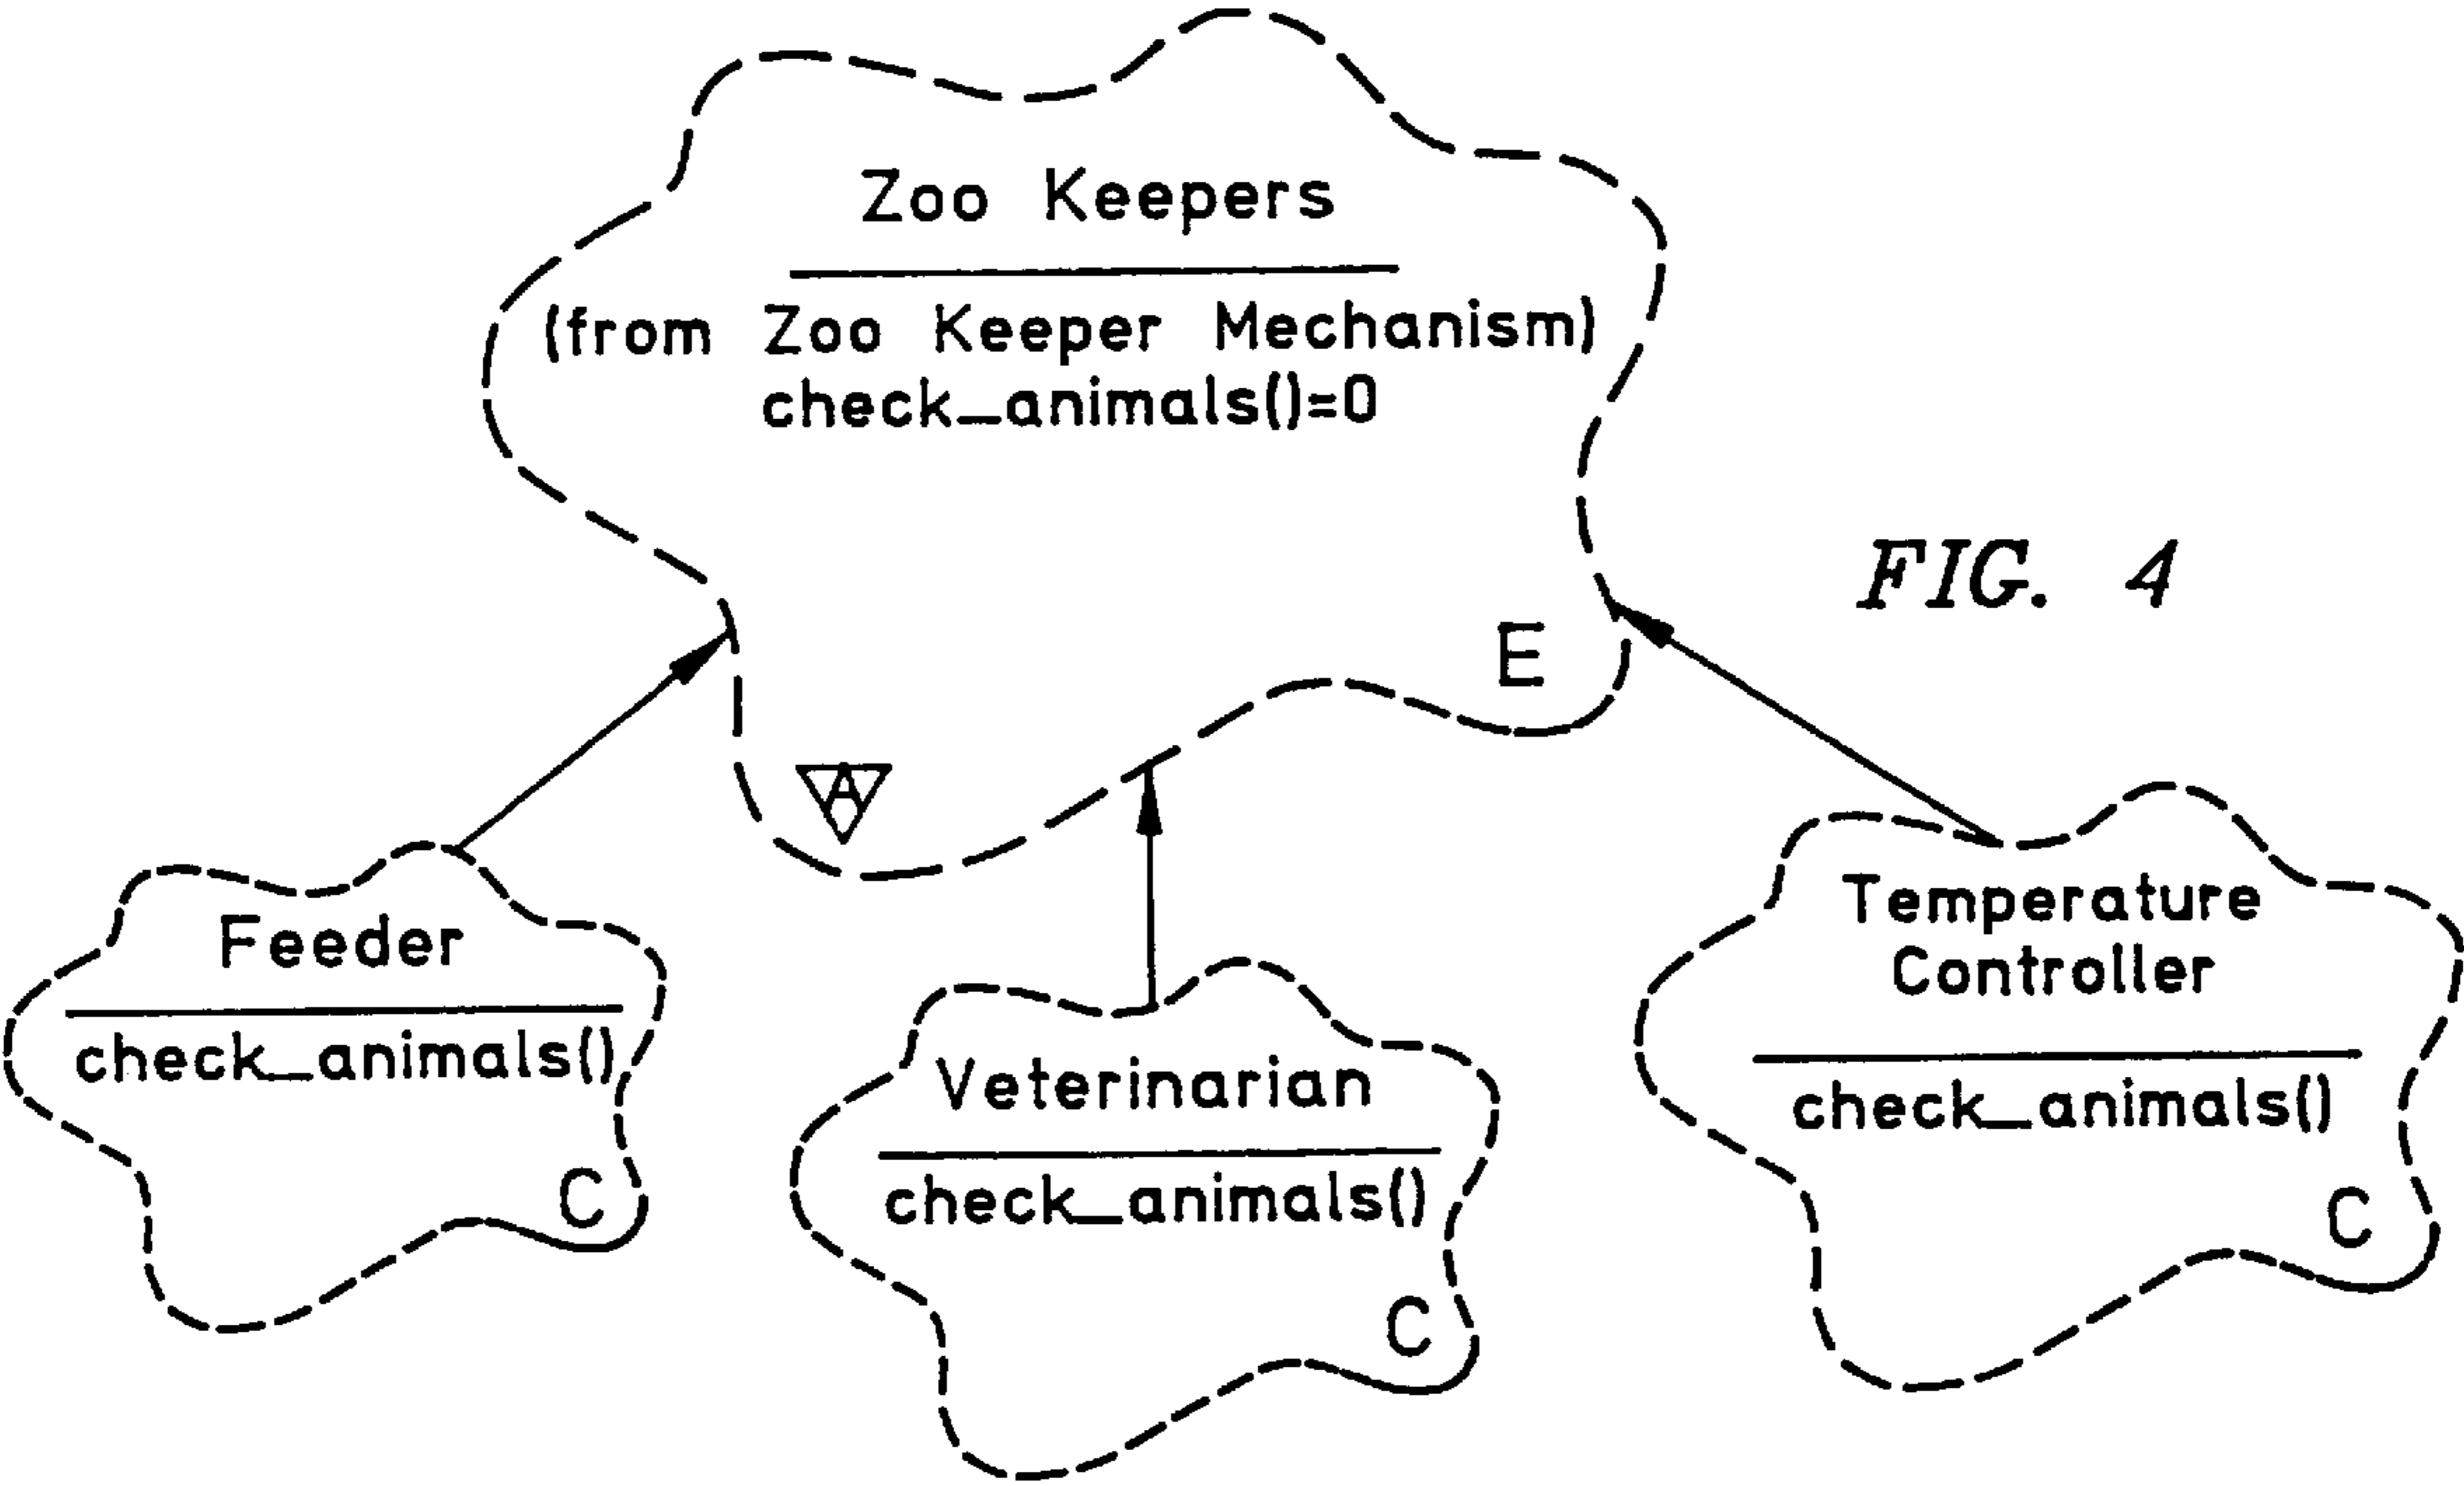 Zoo Keepers
(from Zoo Keeper Mechanism)
check_animals()=0
FIG. 4
E
A
Feeder
check_animals()
C
Veterinarian
check_animals()
C
Temperature
Controller
check_animals()
C